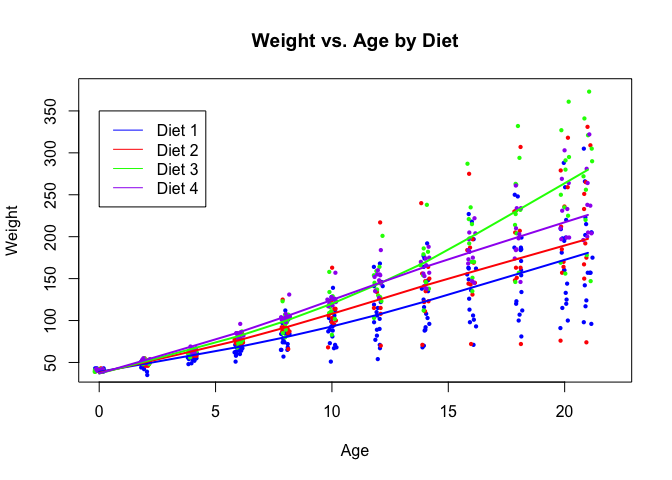 Weight vs. Age by Diet
Weight
350
300
250
200
150
100
50
Diet 1
Diet 2
Diet 3
Diet 4
0 5 10 15 20
Age